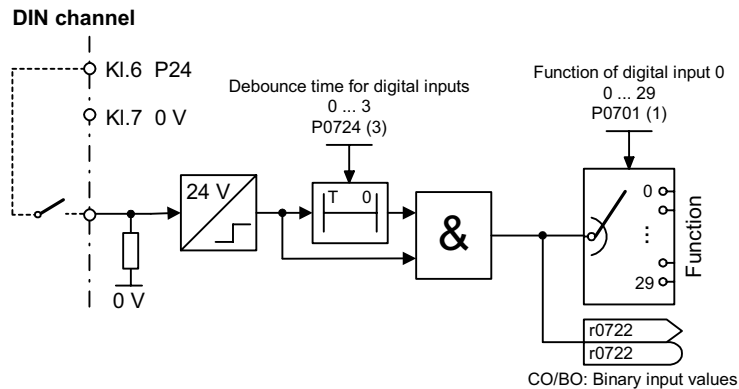 DIN channel
Kl.6 P24
Kl.7 0 V
Debounce time for digital inputs
0 ... 3
P0724 (3)
Function of digital input 0
0 ... 29
P0701 (1)
24 V
T 0
&
0
...
29
Function
0 V
r0722
r0722
CO/BO: Binary input values